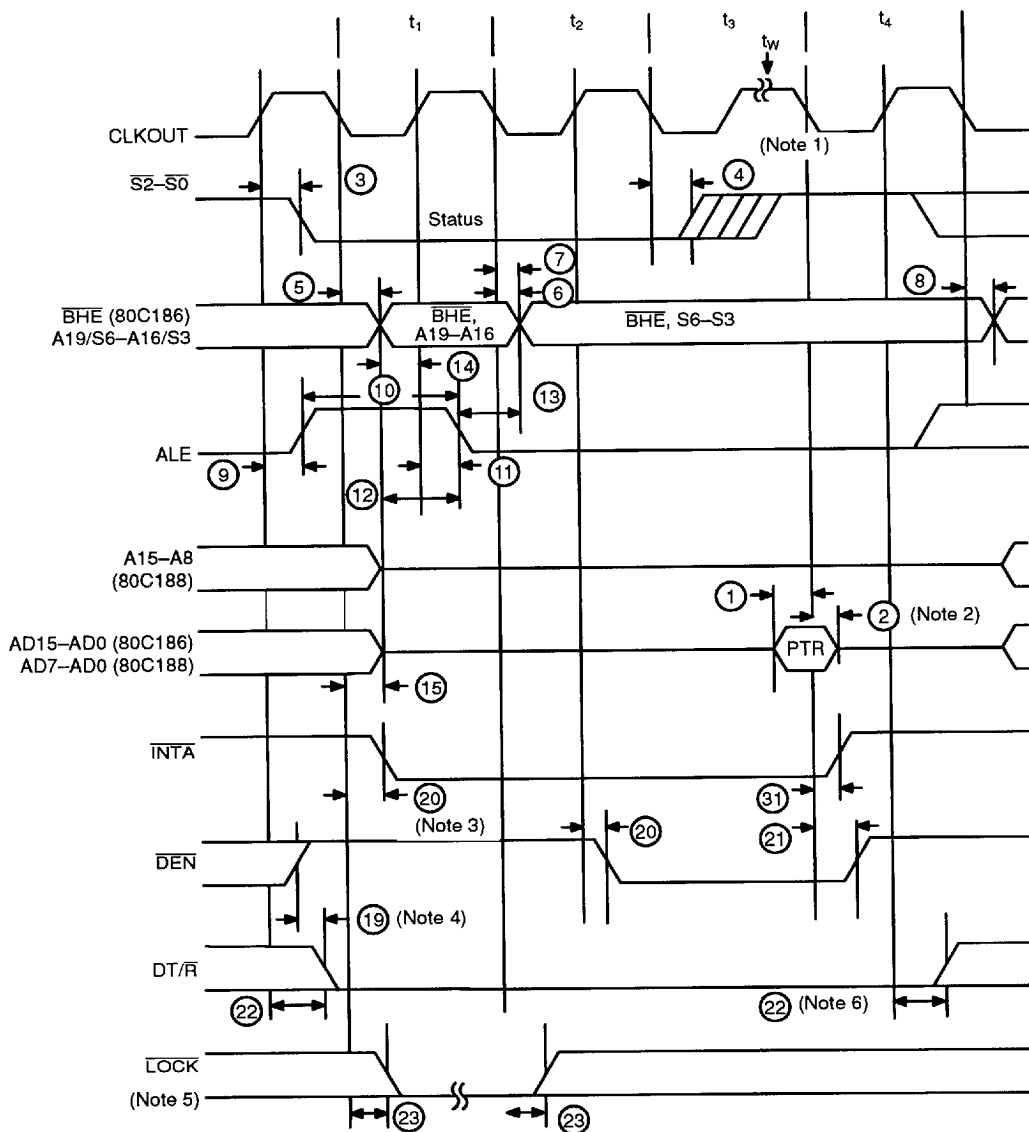 t1 t2 t3 t4
tW
CLKOUT
(Note 1)
S2–S0
3
4
Status
7
5
6
8
BHE (80C186)
A19/S6–A16/S3
BHE,
A19–A16
BHE, S6–S3
14
10
13
ALE
9
11
12
A15–A8
(80C188)
1
2 (Note 2)
AD15–AD0 (80C186)
AD7–AD0 (80C188)
PTR
15
INTA
20
31
(Note 3)
20
21
DEN
19 (Note 4)
DT/R
22
22 (Note 6)
LOCK
(Note 5)
23
23